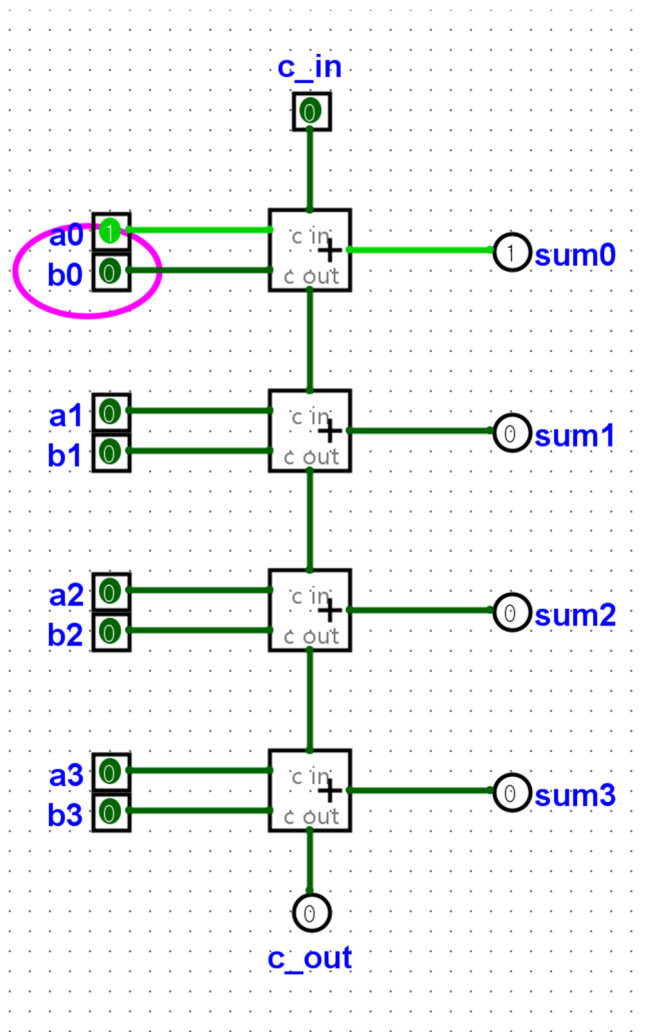 c_in
0
a0 1
c in
+
1 sum0
b0 0
c out
a1 0
c in
+
0 sum1
b1 0
c out
a2 0
c in
+
0 sum2
b2 0
c out
a3 0
c in
+
0 sum3
b3 0
c out
0
c_out